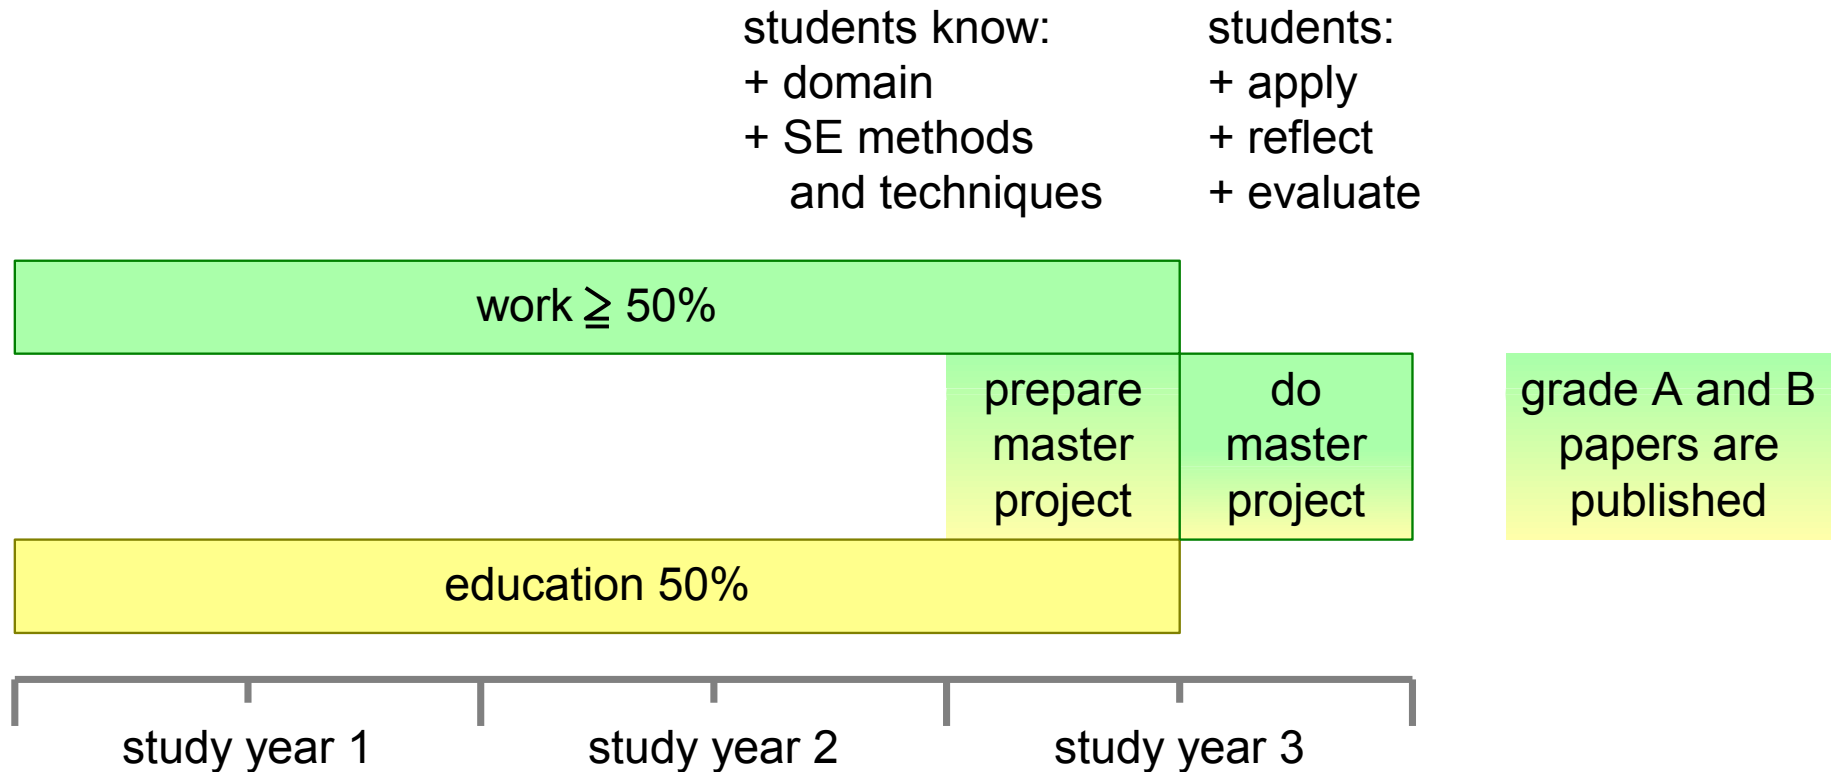 students know:
+ domain
+ SE methods
and techniques
students:
+ apply
+ reflect
+ evaluate
work ≧ 50%
prepare
master
project
do
master
project
grade A and B
papers are
published
education 50%
study year 1
study year 2
study year 3